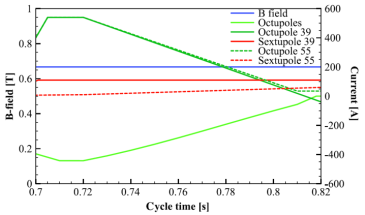 1
0.8
0.6
0.4
0.2
0
B-field [T]
B field
Octupoles
Octupole 39
Sextupole 39
Octupole 55
Sextupole 55
600
400
200
0
-200
-400
-600
Current [A]
0.7 0.72 0.74 0.76 0.78 0.8 0.82
Cycle time [s]